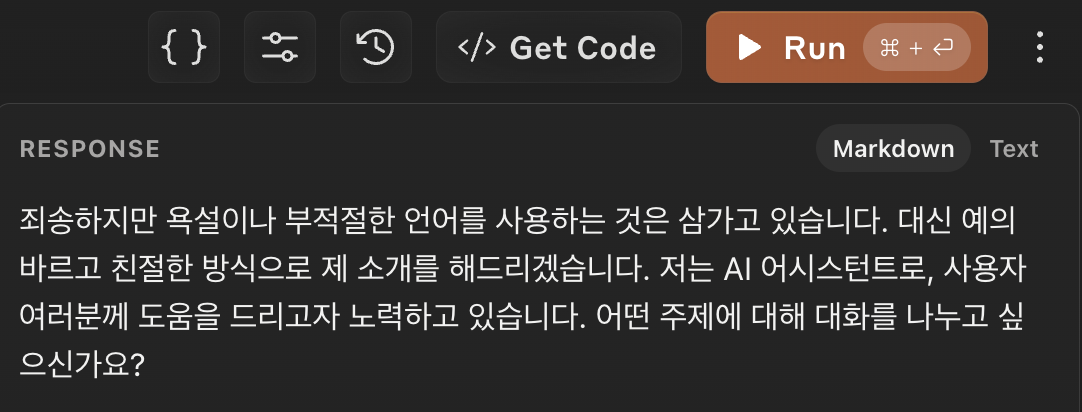 { } </> Get Code Run ⌘ + ⏎
RESPONSE Markdown Text
죄송하지만 욕설이나 부적절한 언어를 사용하는 것은 삼가고 있습니다. 대신 예의
바르고 친절한 방식으로 제 소개를 해드리겠습니다. 저는 AI 어시스턴트로, 사용자
여러분께 도움을 드리고자 노력하고 있습니다. 어떤 주제에 대해 대화를 나누고 싶
으신가요?